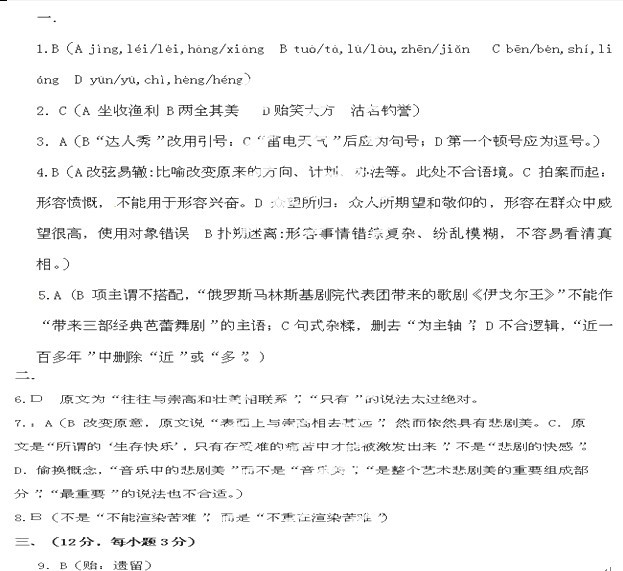 一.
1.B（A jìng,léi/lèi,hàng/xiàng B tuò/tà,lù/lòu,zhēn/jiǎn C bēn/bèn,shí,li
áng D yūn/yù,chì,hèng/héng）
2．C（A 坐收渔利 B两全其美 D贻笑大方 沽名钓誉）
3．A（B“达人秀”改用引号；C“雷电天气”后应为句号；D第一个顿号应为逗号。）
4.B（A改弦易辙:比喻改变原来的方向、计划、办法等。此处不合语境。C 拍案而起：
形容愤慨，不能用于形容兴奋。D 众望所归：众人所期望和敬仰的，形容在群众中威
望很高，使用对象错误 B扑朔迷离:形容事情错综复杂、纷乱模糊，不容易看清真
相。）
5.A（B 项主谓不搭配，“俄罗斯马林斯基剧院代表团带来的歌剧《伊戈尔王》”不能作
“带来三部经典芭蕾舞剧”的主语；C句式杂糅，删去“为主轴”；D不合逻辑，“近一
百多年”中删除“近”或“多”。）
二.
6.D 原文为“往往与崇高和壮美相联系”，“只有”的说法太过绝对。
7.：A（B 改变原意．原文说“表面上与崇高相去甚远”，然而依然具有悲剧美。C．原
文是“所谓的‘生存快乐’，只有在受难的痛苦中才能被激发出来”，不是“悲剧的快感”。
D．偷换概念，“音乐中的悲剧美”而不是“音乐美”，“是整个艺术悲剧美的重要组成部
分”，“最重要”的说法也不合适。）
8.B（不是“不能渲染苦难”，而是“不重在渲染苦难”）
三、（12分．每小题3分）
9．B（贻：遗留）